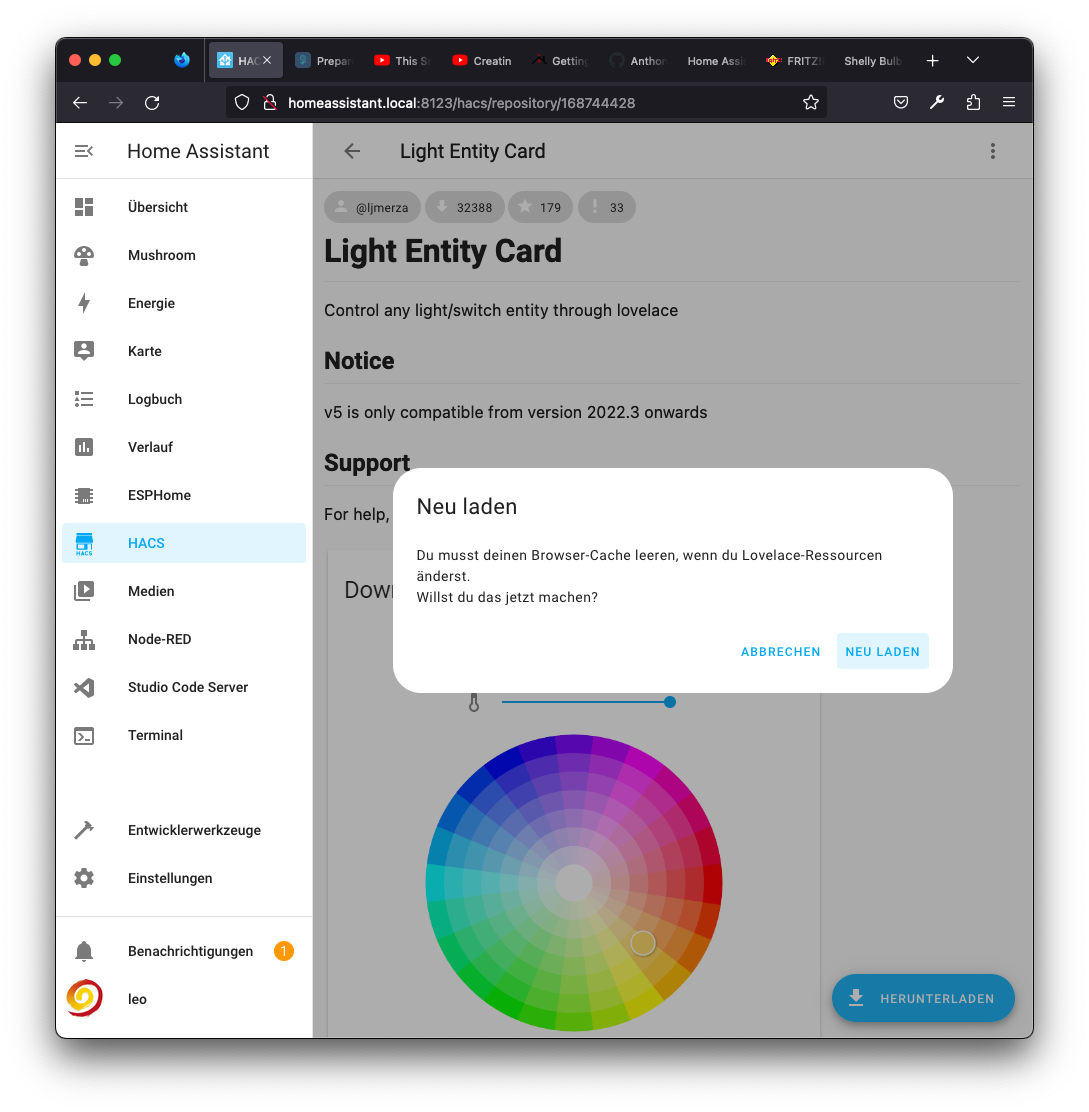 HAC
Prepar
This S
Creatin
Getting
Anthon
Home Assi
FRITZ!
Shelly Bulb
homeassistant.local:8123/hacs/repository/168744428
Home Assistant
Light Entity Card
Übersicht
Mushroom
Energie
Karte
Logbuch
Verlauf
ESPHome
HACS
HACS
Medien
Node-RED
Studio Code Server
Terminal
Entwicklerwerkzeuge
Einstellungen
Benachrichtigungen 1
leo
@ljmerza 32388 179 33
Light Entity Card
Control any light/switch entity through lovelace
Notice
v5 is only compatible from version 2022.3 onwards
Support
For help,
Dow
Neu laden
Du musst deinen Browser-Cache leeren, wenn du Lovelace-Ressourcen
änderst.
Willst du das jetzt machen?
ABBRECHEN NEU LADEN
HERUNTERLADEN